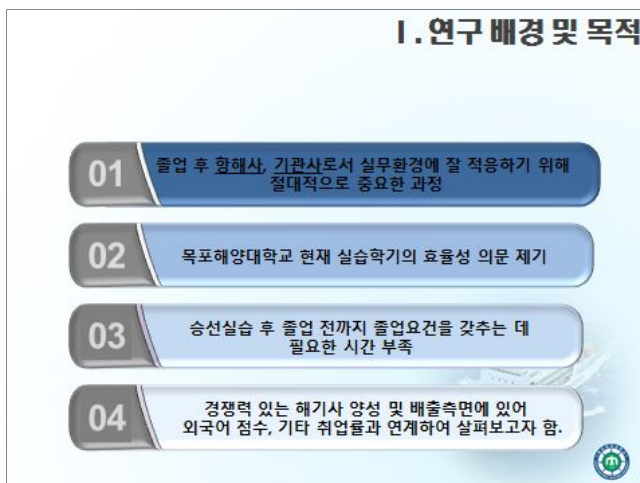 Ⅰ. 연구 배경 및 목적
01
졸업 후 항해사, 기관사로서 실무환경에 잘 적응하기 위해
절대적으로 중요한 과정
02
목포해양대학교 현재 실습학기의 효율성 의문 제기
03
승선실습 후 졸업 전까지 졸업요건을 갖추는 데
필요한 시간 부족
04
경쟁력 있는 해기사 양성 및 배출측면에 있어
외국어 점수, 기타 취업률과 연계하여 살펴보고자 함.